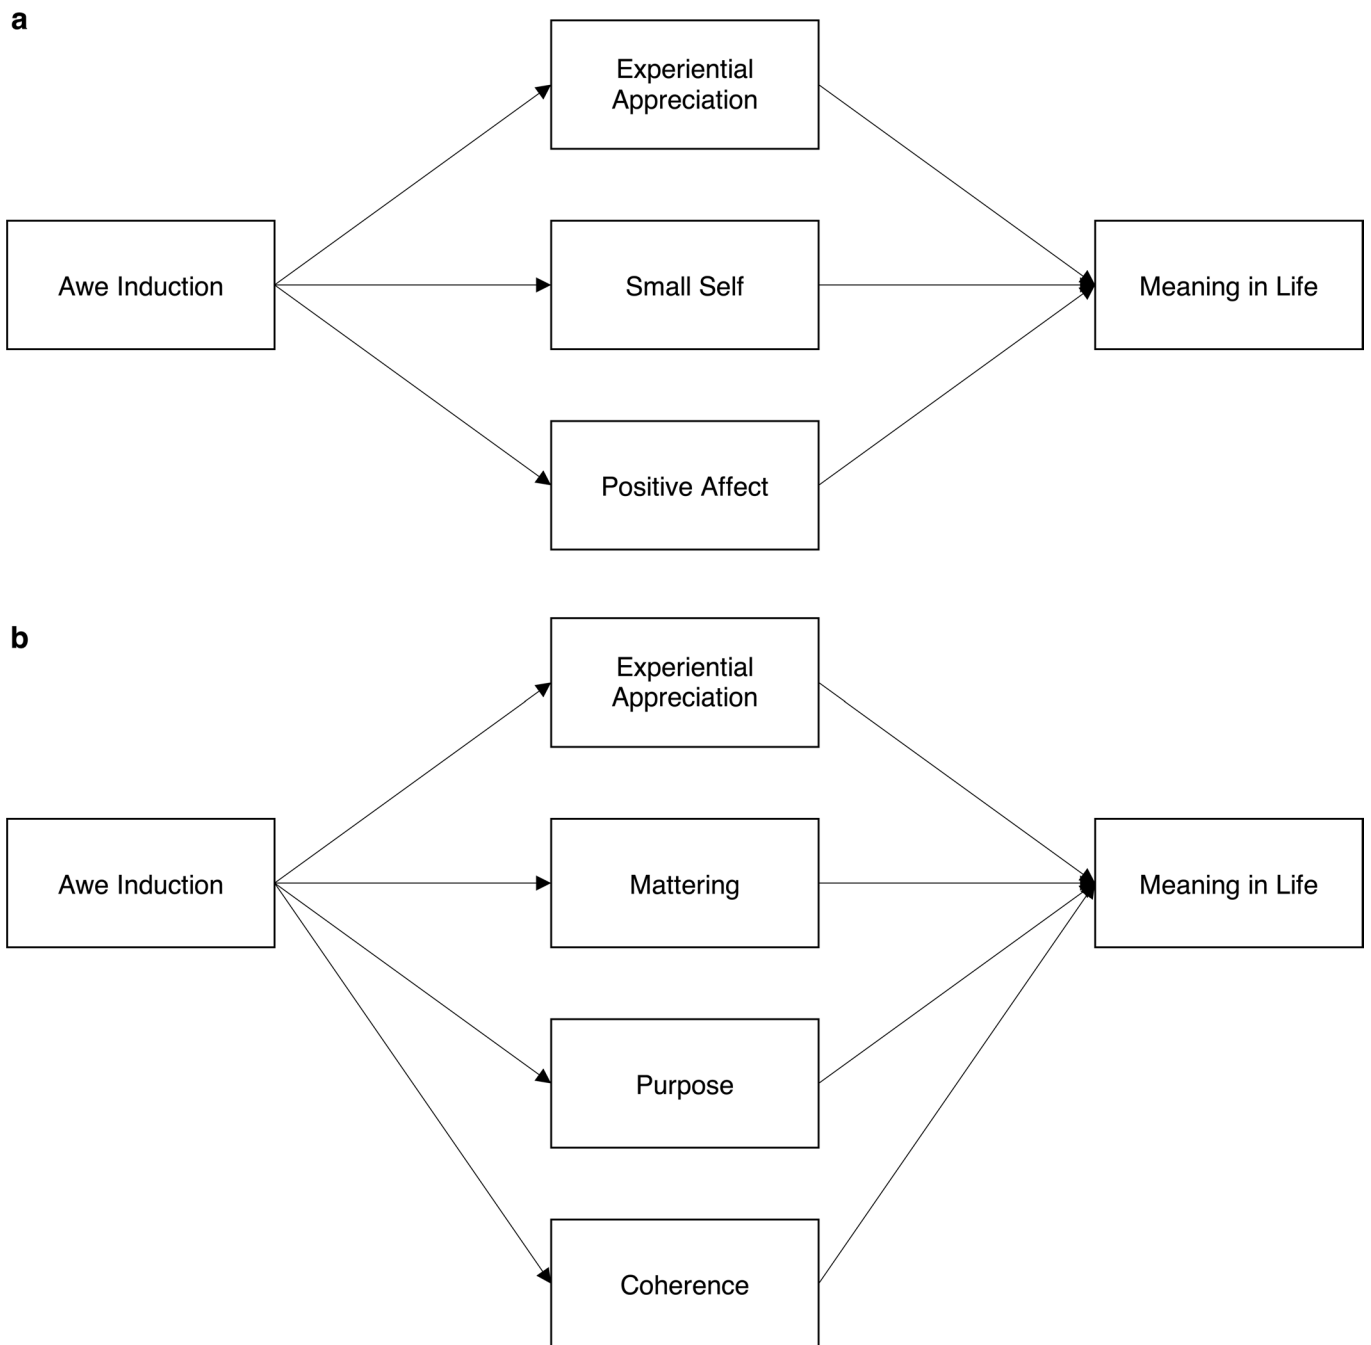 a
Experiential
Appreciation
Awe Induction
Small Self
Meaning in Life
Positive Affect
b
Experiential
Appreciation
Awe Induction
Mattering
Meaning in Life
Purpose
Coherence